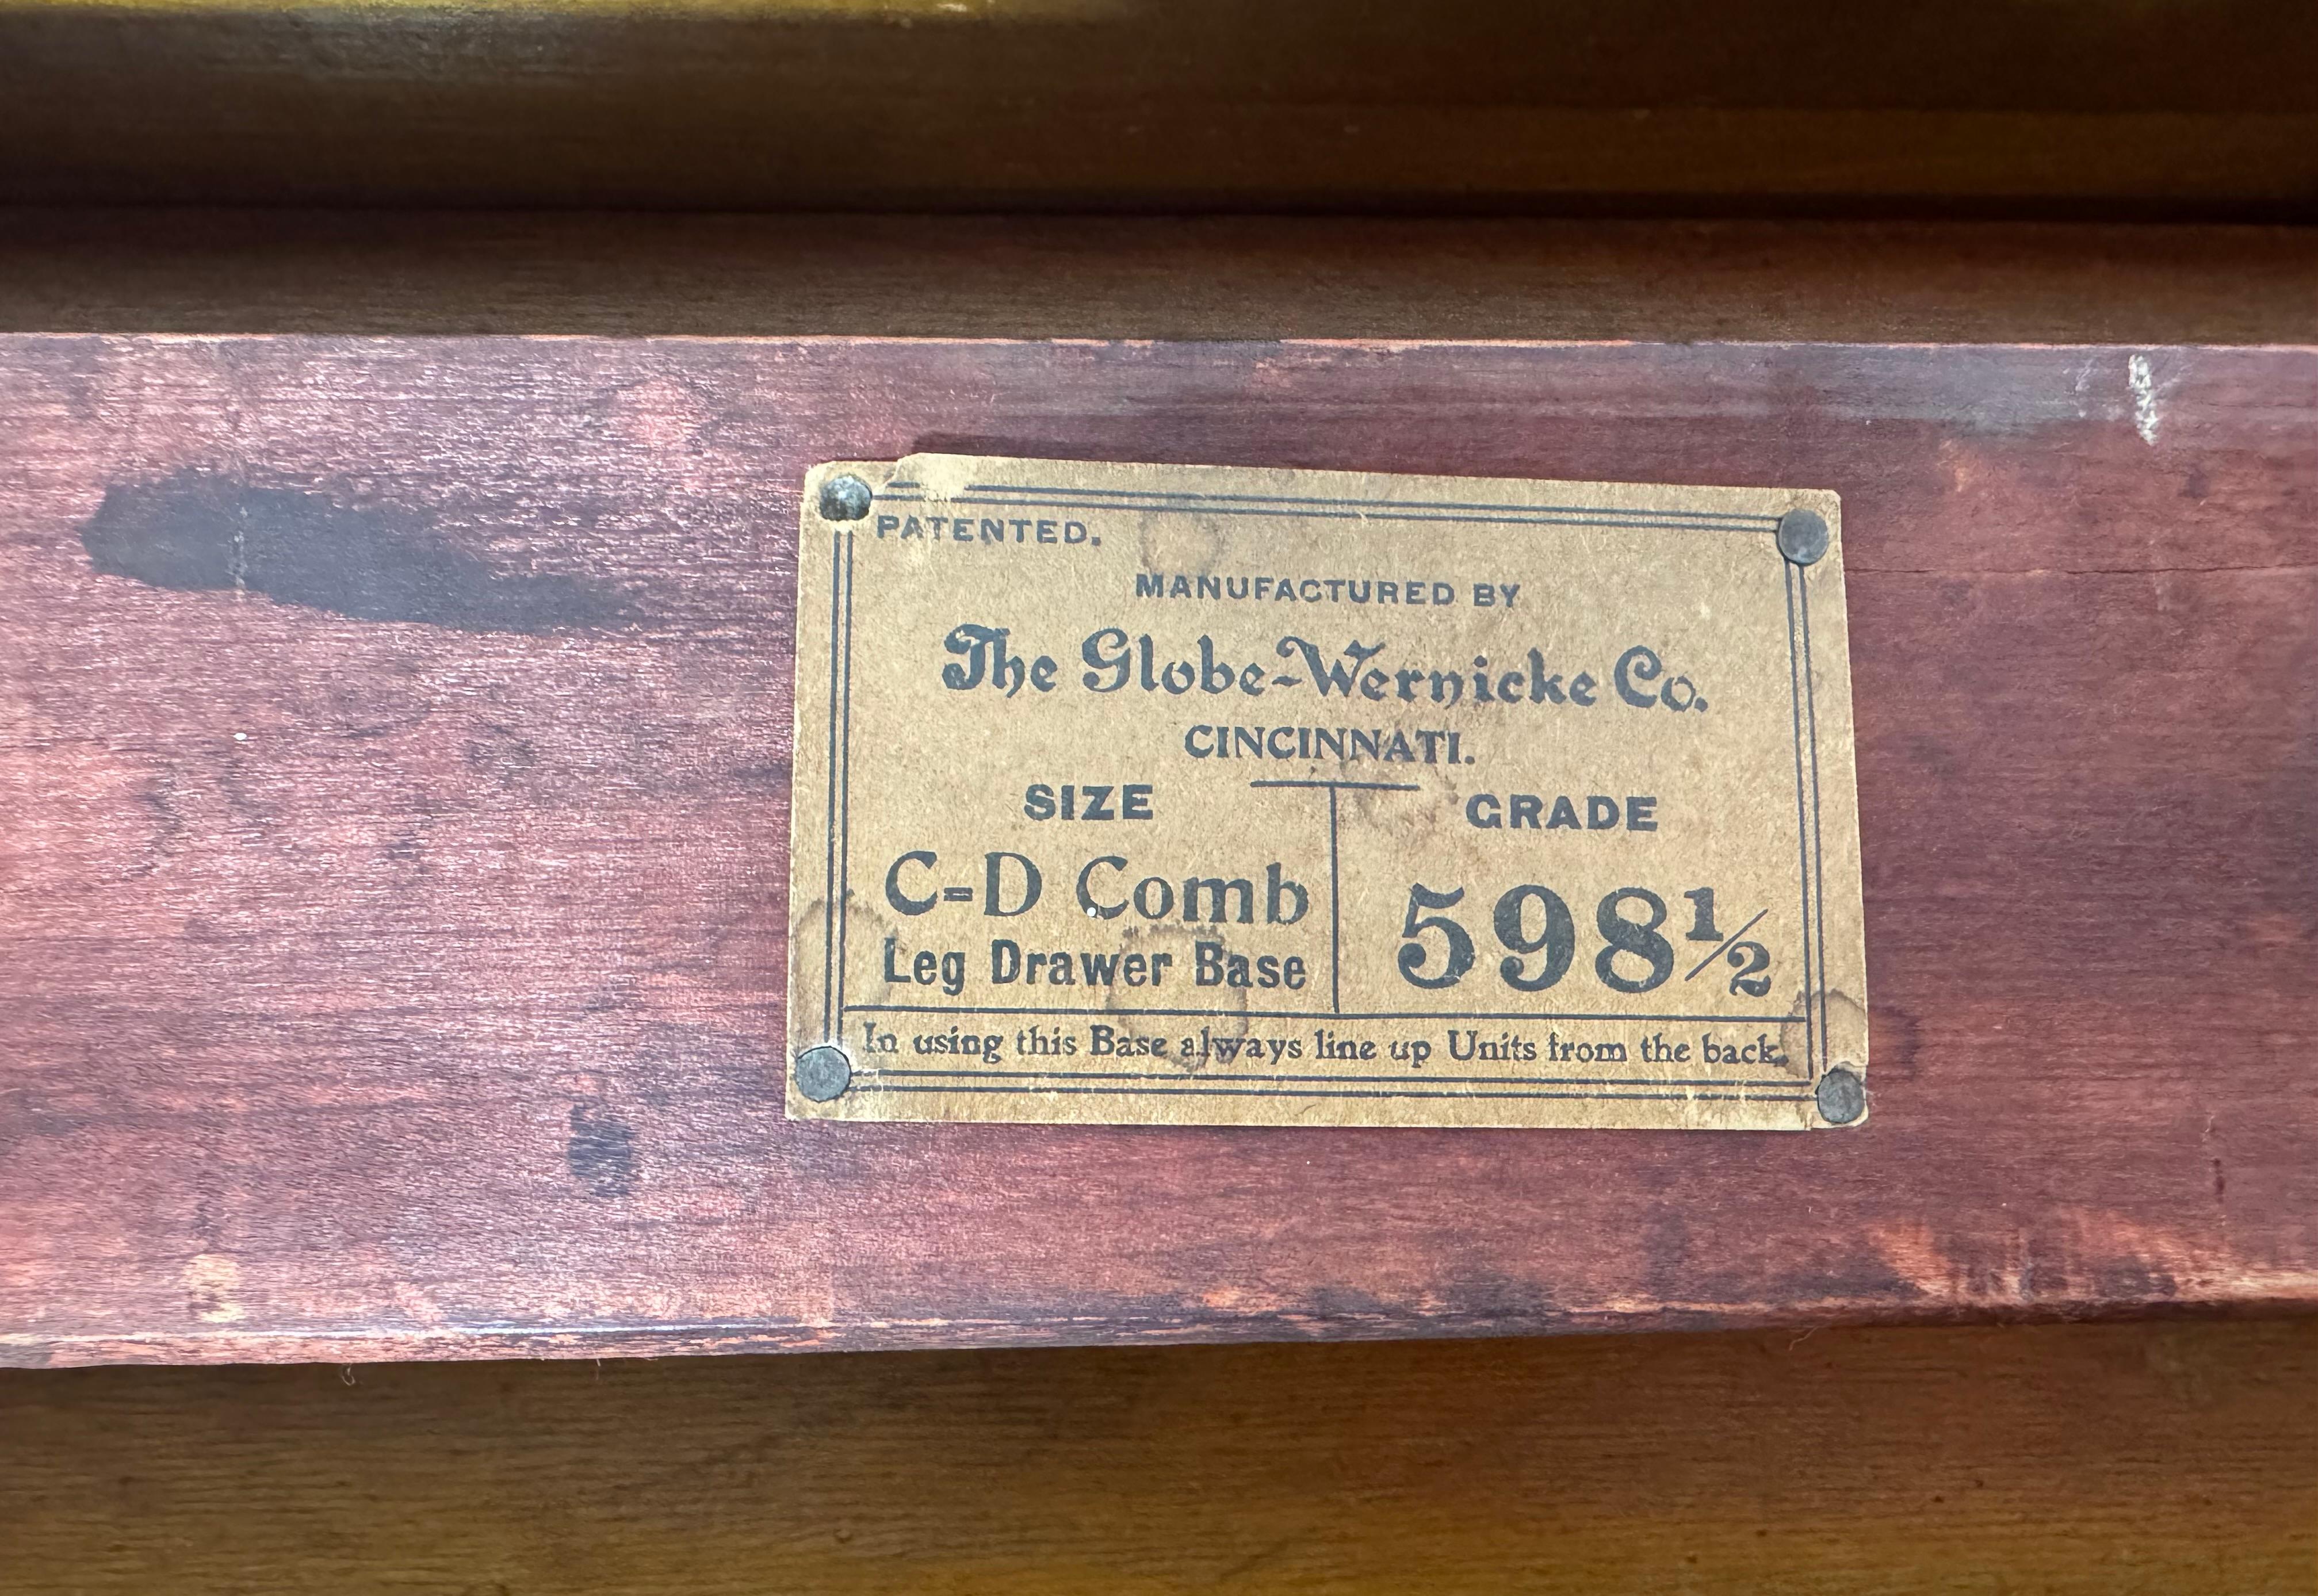 PATENTED.
MANUFACTURED BY
The Globe-Wernicke Co.
CINCINNATI.
SIZE
GRADE
C-D Comb
Leg Drawer Base
598½
In using this Base always line up Units from the back.